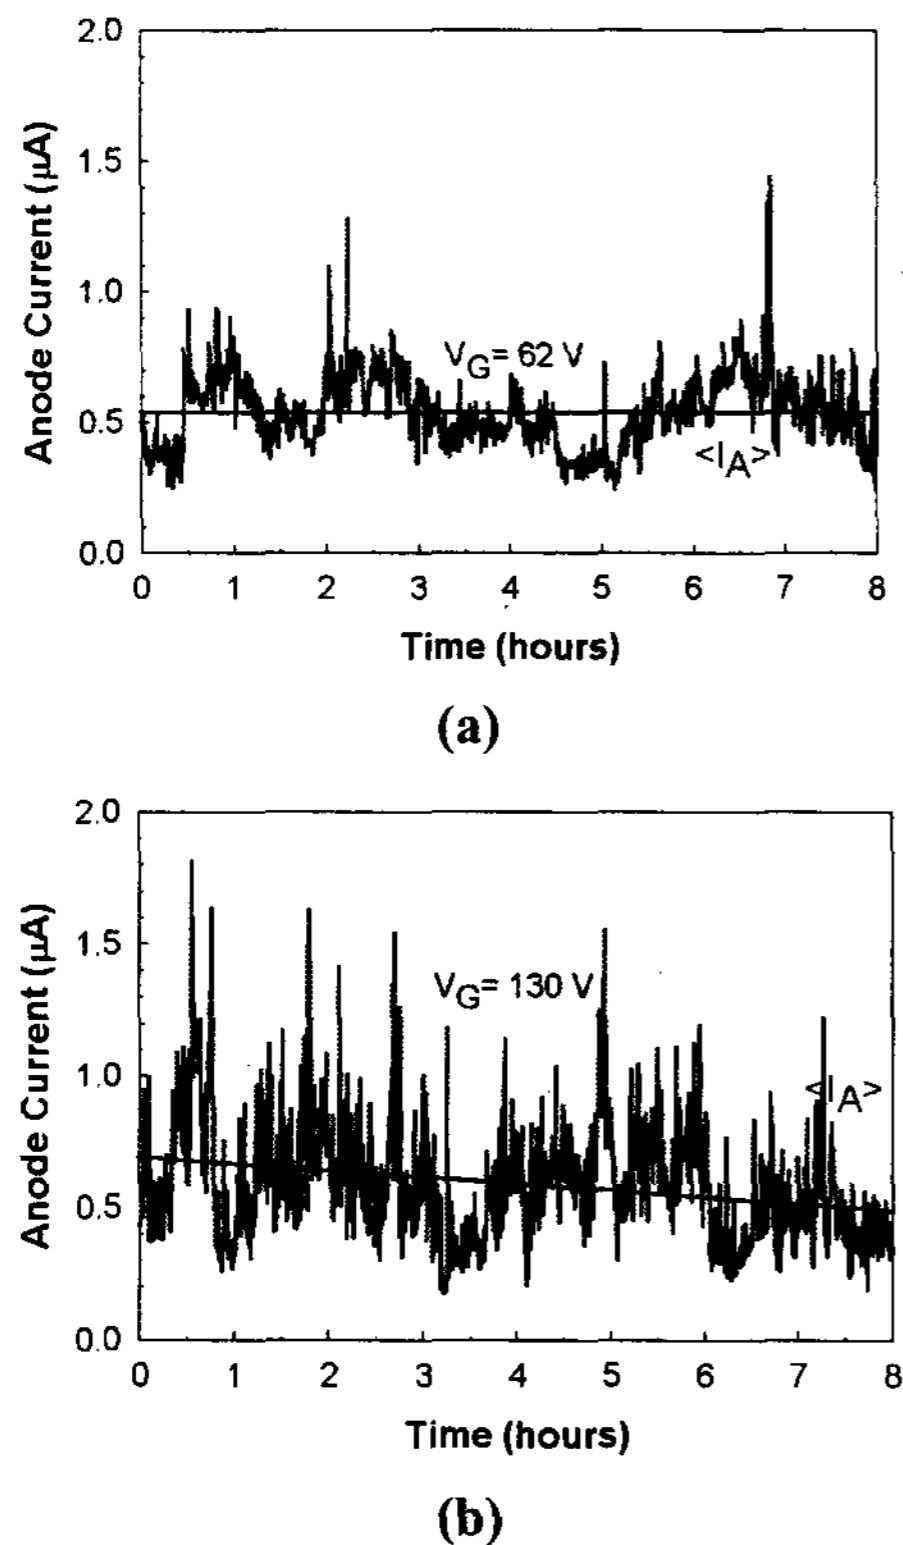 2.0
1.5
1.0
0.5
0.0
Anode Current (μA)
V_G= 62 V
<I_A>
0 1 2 3 4 5 6 7 8
Time (hours)
(a)
2.0
1.5
1.0
0.5
0.0
Anode Current (μA)
V_G= 130 V
<I_A>
0 1 2 3 4 5 6 7 8
Time (hours)
(b)